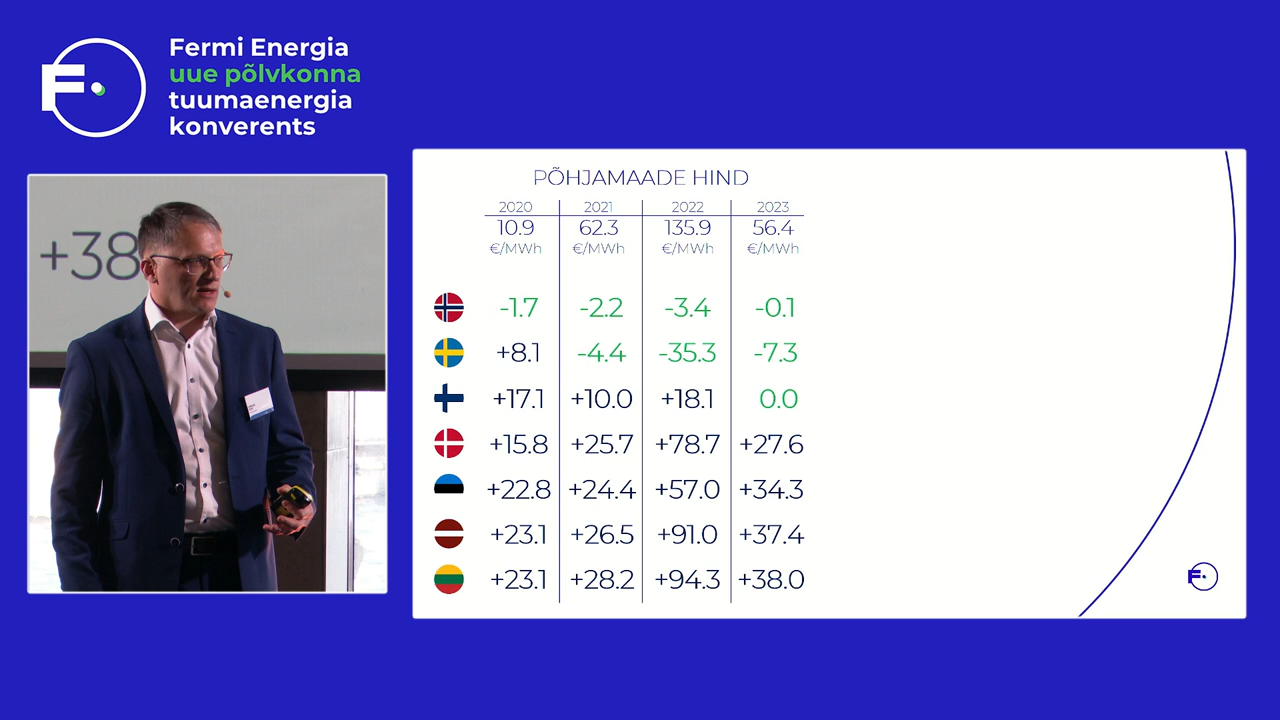 Fermi Energia
uue põlvkonna
tuumaenergia
konverents
+38
PÕHJAMAADE HIND
2020 2021 2022 2023
10.9 62.3 135.9 56.4
€/MWh €/MWh €/MWh €/MWh
-1.7 -2.2 -3.4 -0.1
+8.1 -4.4 -35.3 -7.3
+17.1 +10.0 +18.1 0.0
+15.8 +25.7 +78.7 +27.6
+22.8 +24.4 +57.0 +34.3
+23.1 +26.5 +91.0 +37.4
+23.1 +28.2 +94.3 +38.0